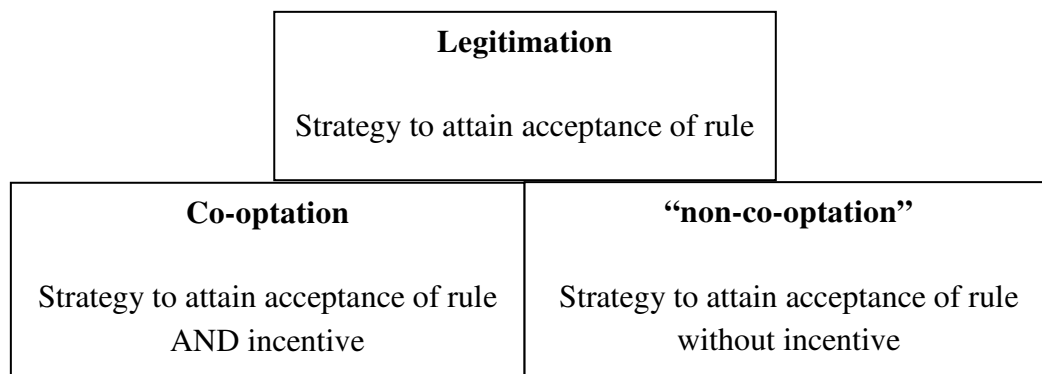 Legitimation
Strategy to attain acceptance of rule
Co-optation
Strategy to attain acceptance of rule
AND incentive
“non-co-optation”
Strategy to attain acceptance of rule
without incentive